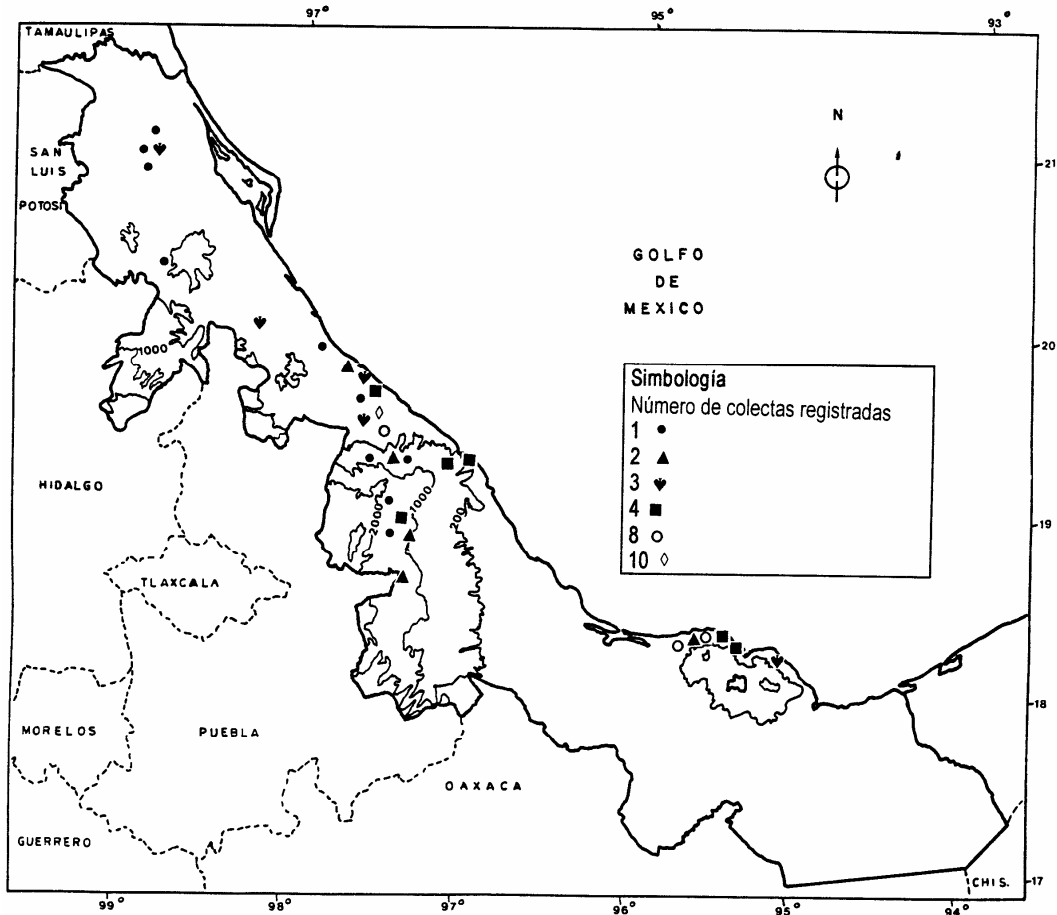 97°
95°
93°
TAMAULIPAS
N
SAN
LUIS
POTOSI
21
GOLFO
DE
MEXICO
20
1000
Simbología
Número de colectas registradas
1
2
3
4
8
10
HIDALGO
2000
1000
200
19
TLAXCALA
18
MORELOS
PUEBLA
OAXACA
GUERRERO
CHIS.
17
99°
98°
97°
96°
95°
94°